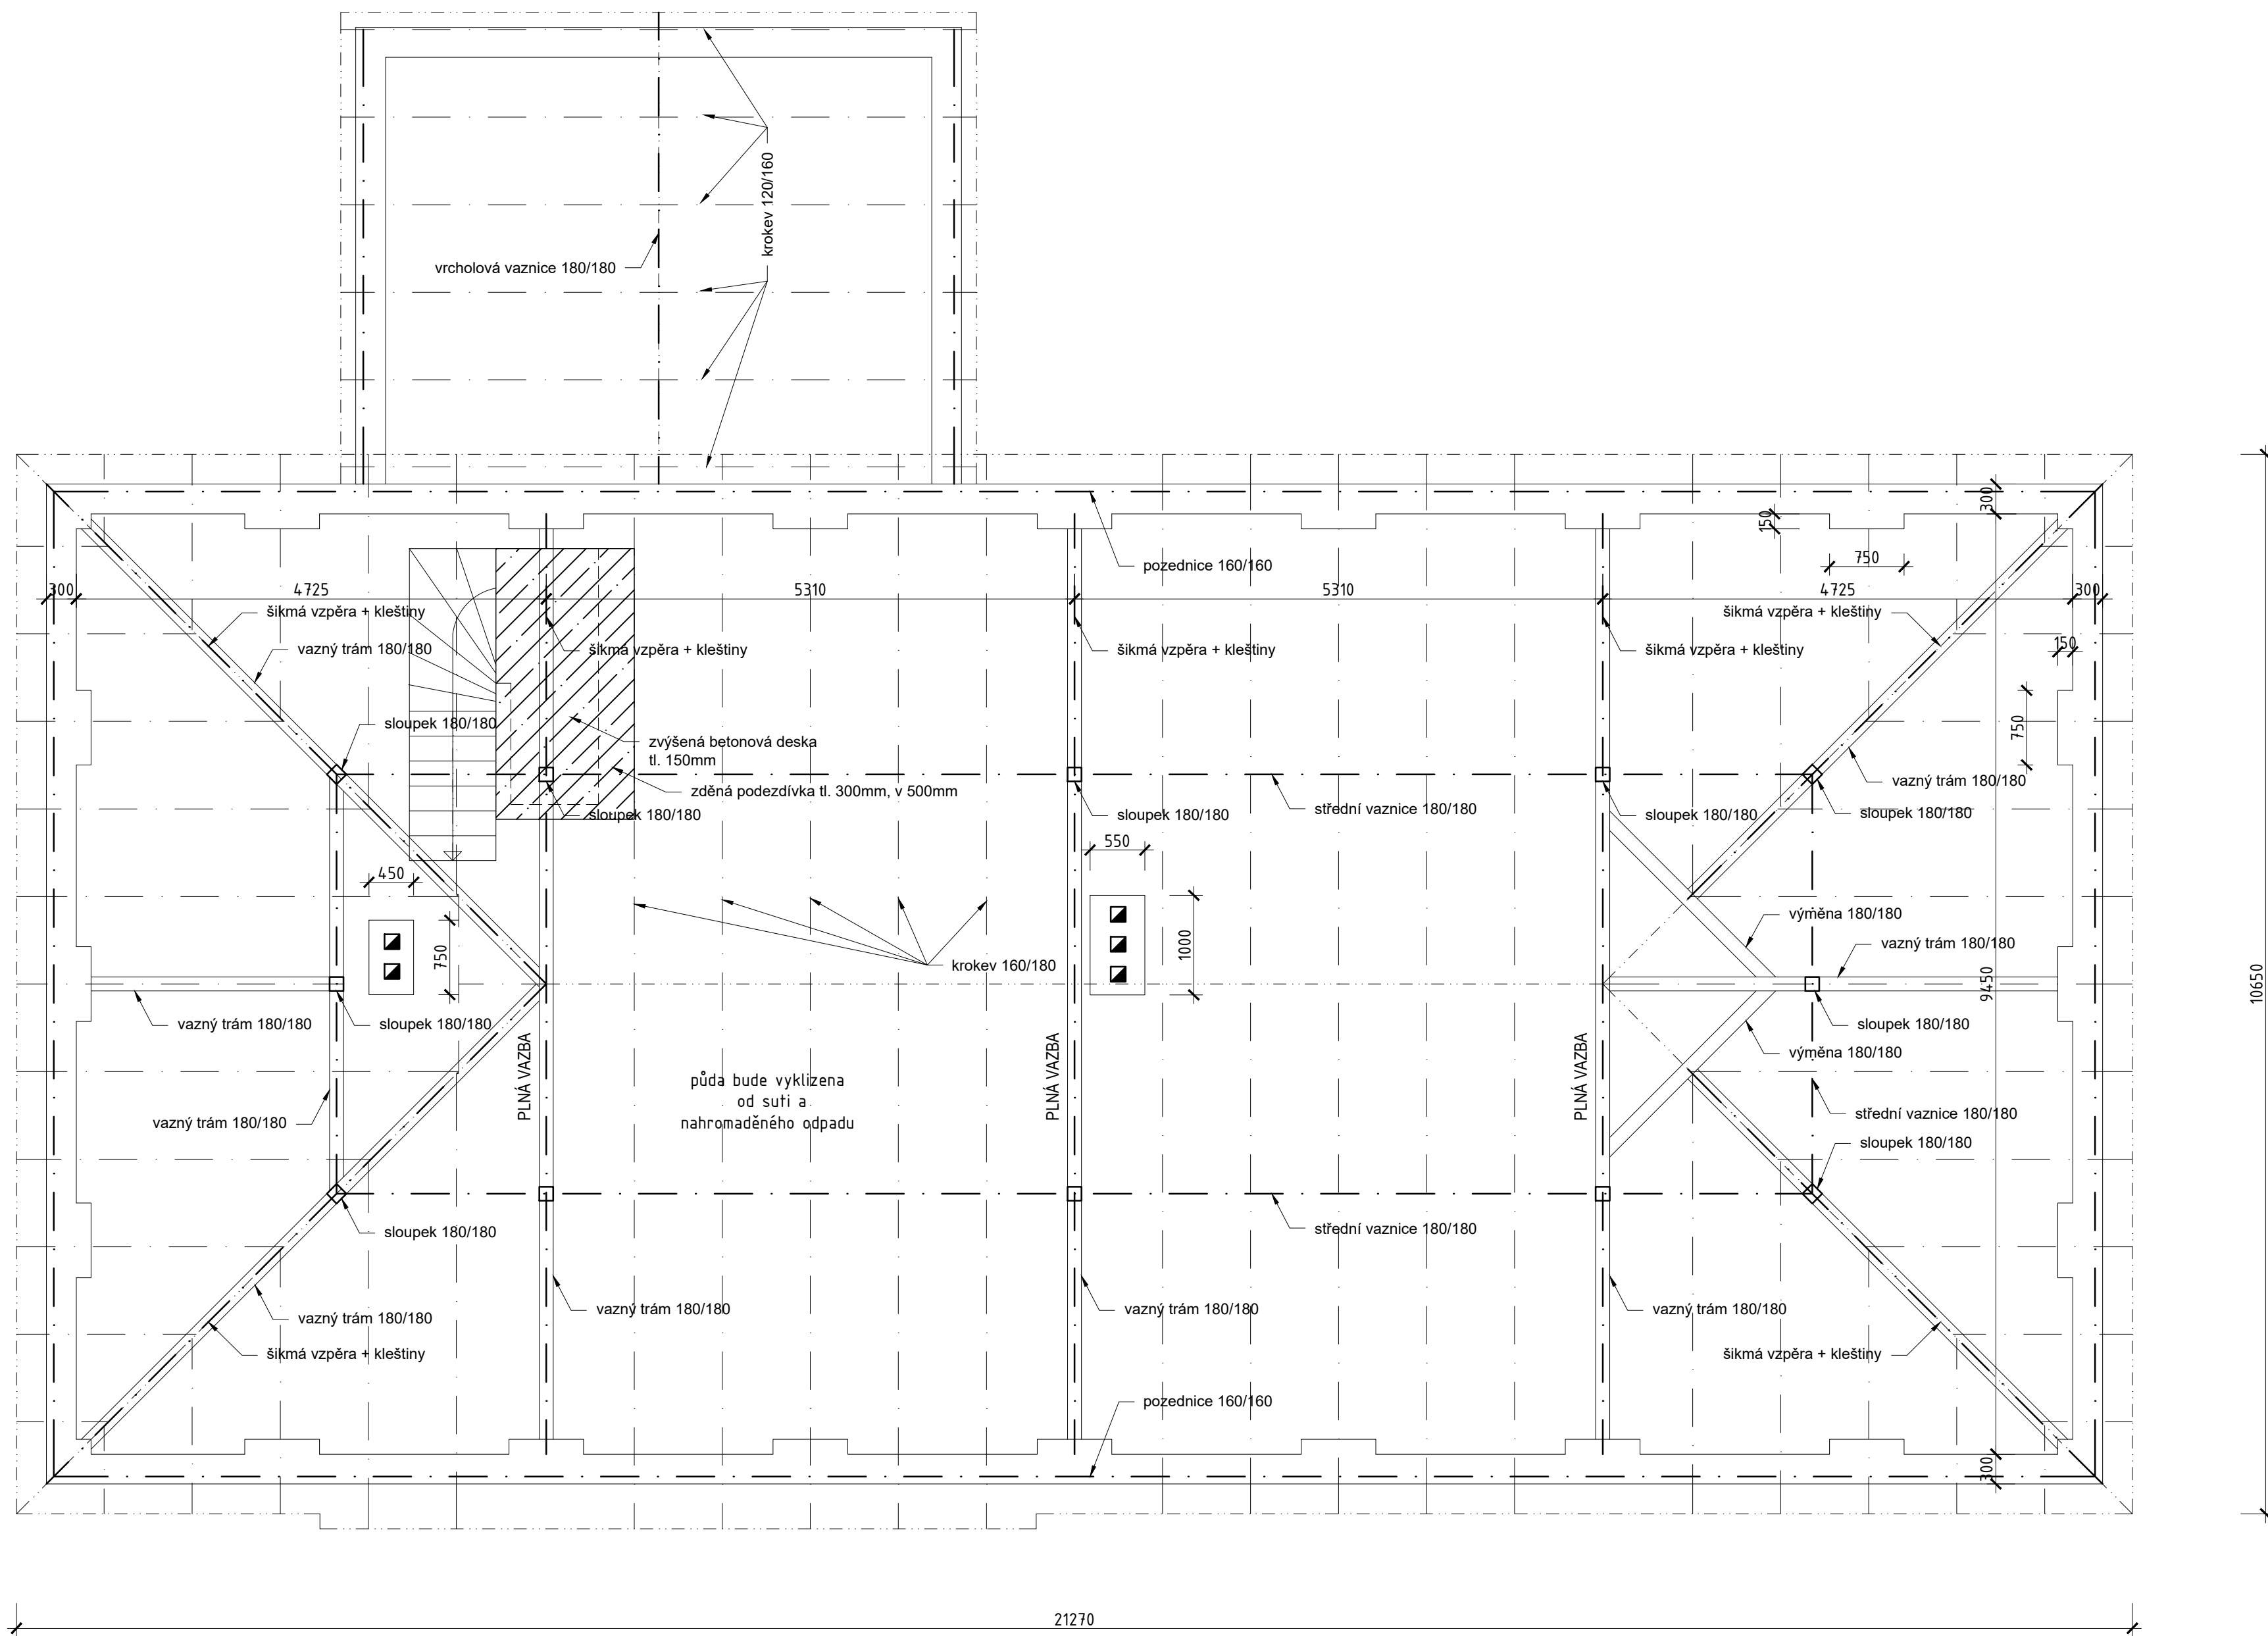 krokev 120/160
vrcholová vaznice 180/180
300
150
pozednice 160/160
750
300
4725
5310
5310
4725
300
šikmá vzpěra + kleštiny
šikmá vzpěra + kleštiny
vazný trám 180/180
šikmá vzpěra + kleštiny
šikmá vzpěra + kleštiny
šikmá vzpěra + kleštiny
150
sloupek 180/180
750
zvýšená betonová deska
tl. 150mm
vazný trám 180/180
zděná podezdívka tl. 300mm, v 500mm
střední vaznice 180/180
sloupek 180/180
sloupek 180/180
sloupek 180/180
sloupek 180/180
550
450
výměna 180/180
750
1000
vazný trám 180/180
krokev 160/180
9450
10650
vazný trám 180/180
sloupek 180/180
sloupek 180/180
výměna 180/180
PLNÁ VAZBA
PLNÁ VAZBA
PLNÁ VAZBA
půda bude vyklizena
od suti a
nahromaděného odpadu
střední vaznice 180/180
vazný trám 180/180
sloupek 180/180
sloupek 180/180
střední vaznice 180/180
vazný trám 180/180
vazný trám 180/180
vazný trám 180/180
vazný trám 180/180
šikmá vzpěra + kleštiny
šikmá vzpěra + kleštiny
pozednice 160/160
300
21270